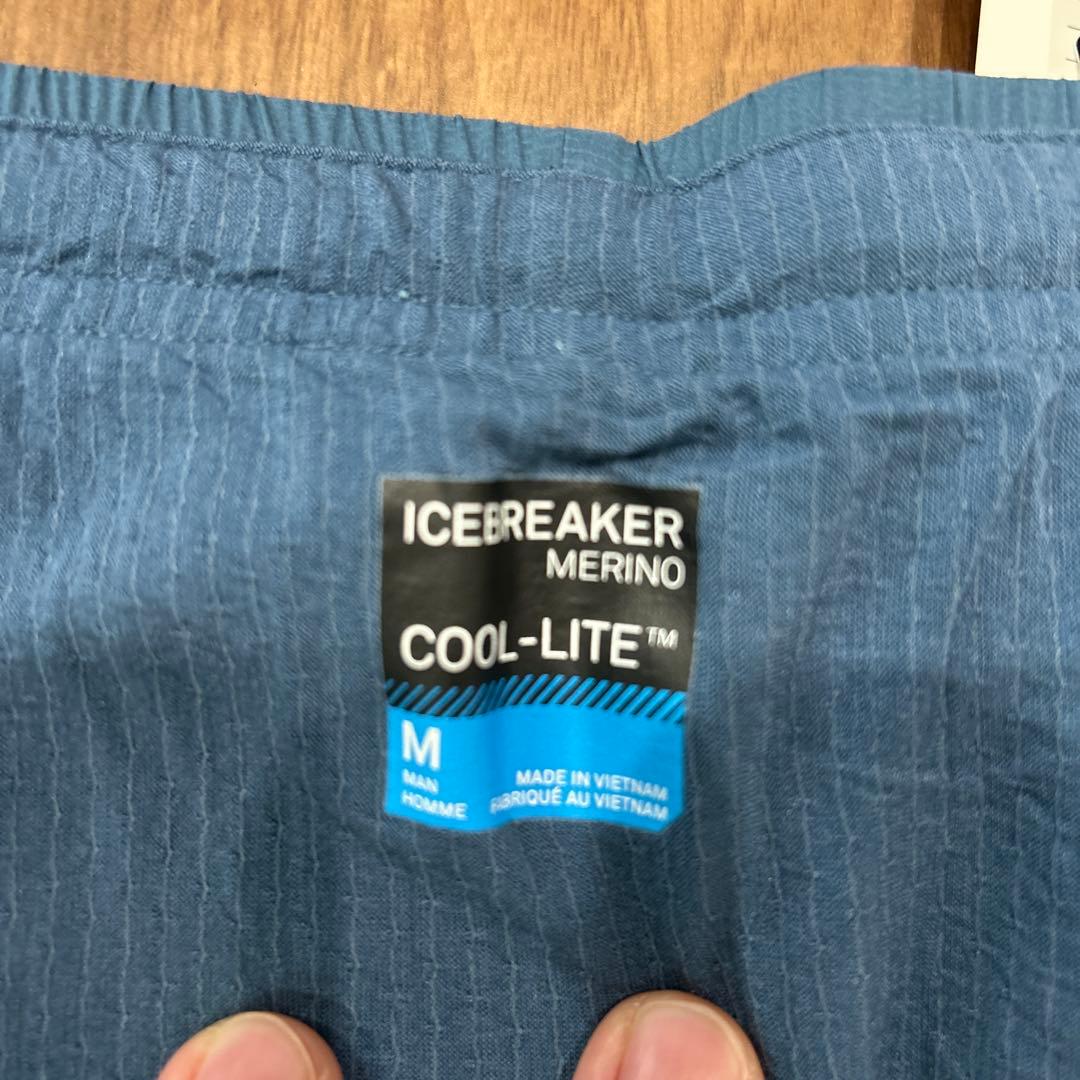 ICEBREAKER
MERINO
COOL-LITE™
M
MAN
HOMME
MADE IN VIETNAM
FABRIQUÉ AU VIETNAM